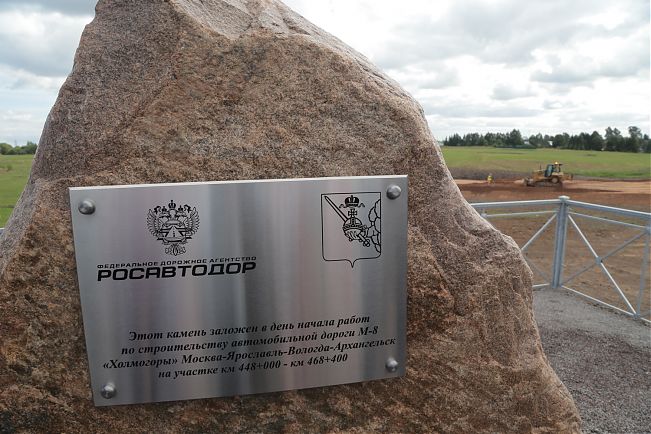 ФЕДЕРАЛЬНОЕ ДОРОЖНОЕ АГЕНТСТВО
РОСАВТОДОР
Этот камень заложен в день начала работ
по строительству автомобильной дороги М-8
«Холмогоры» Москва-Ярославль-Вологда-Архангельск
на участке км 448+000 - км 468+400